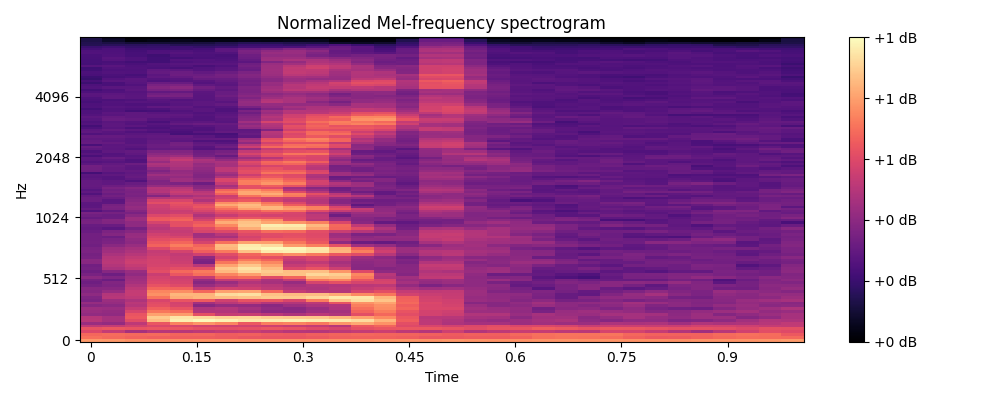 Normalized Mel-frequency spectrogram
Hz
4096
2048
1024
512
0
0 0.15 0.3 0.45 0.6 0.75 0.9
Time
+1 dB
+1 dB
+1 dB
+0 dB
+0 dB
+0 dB